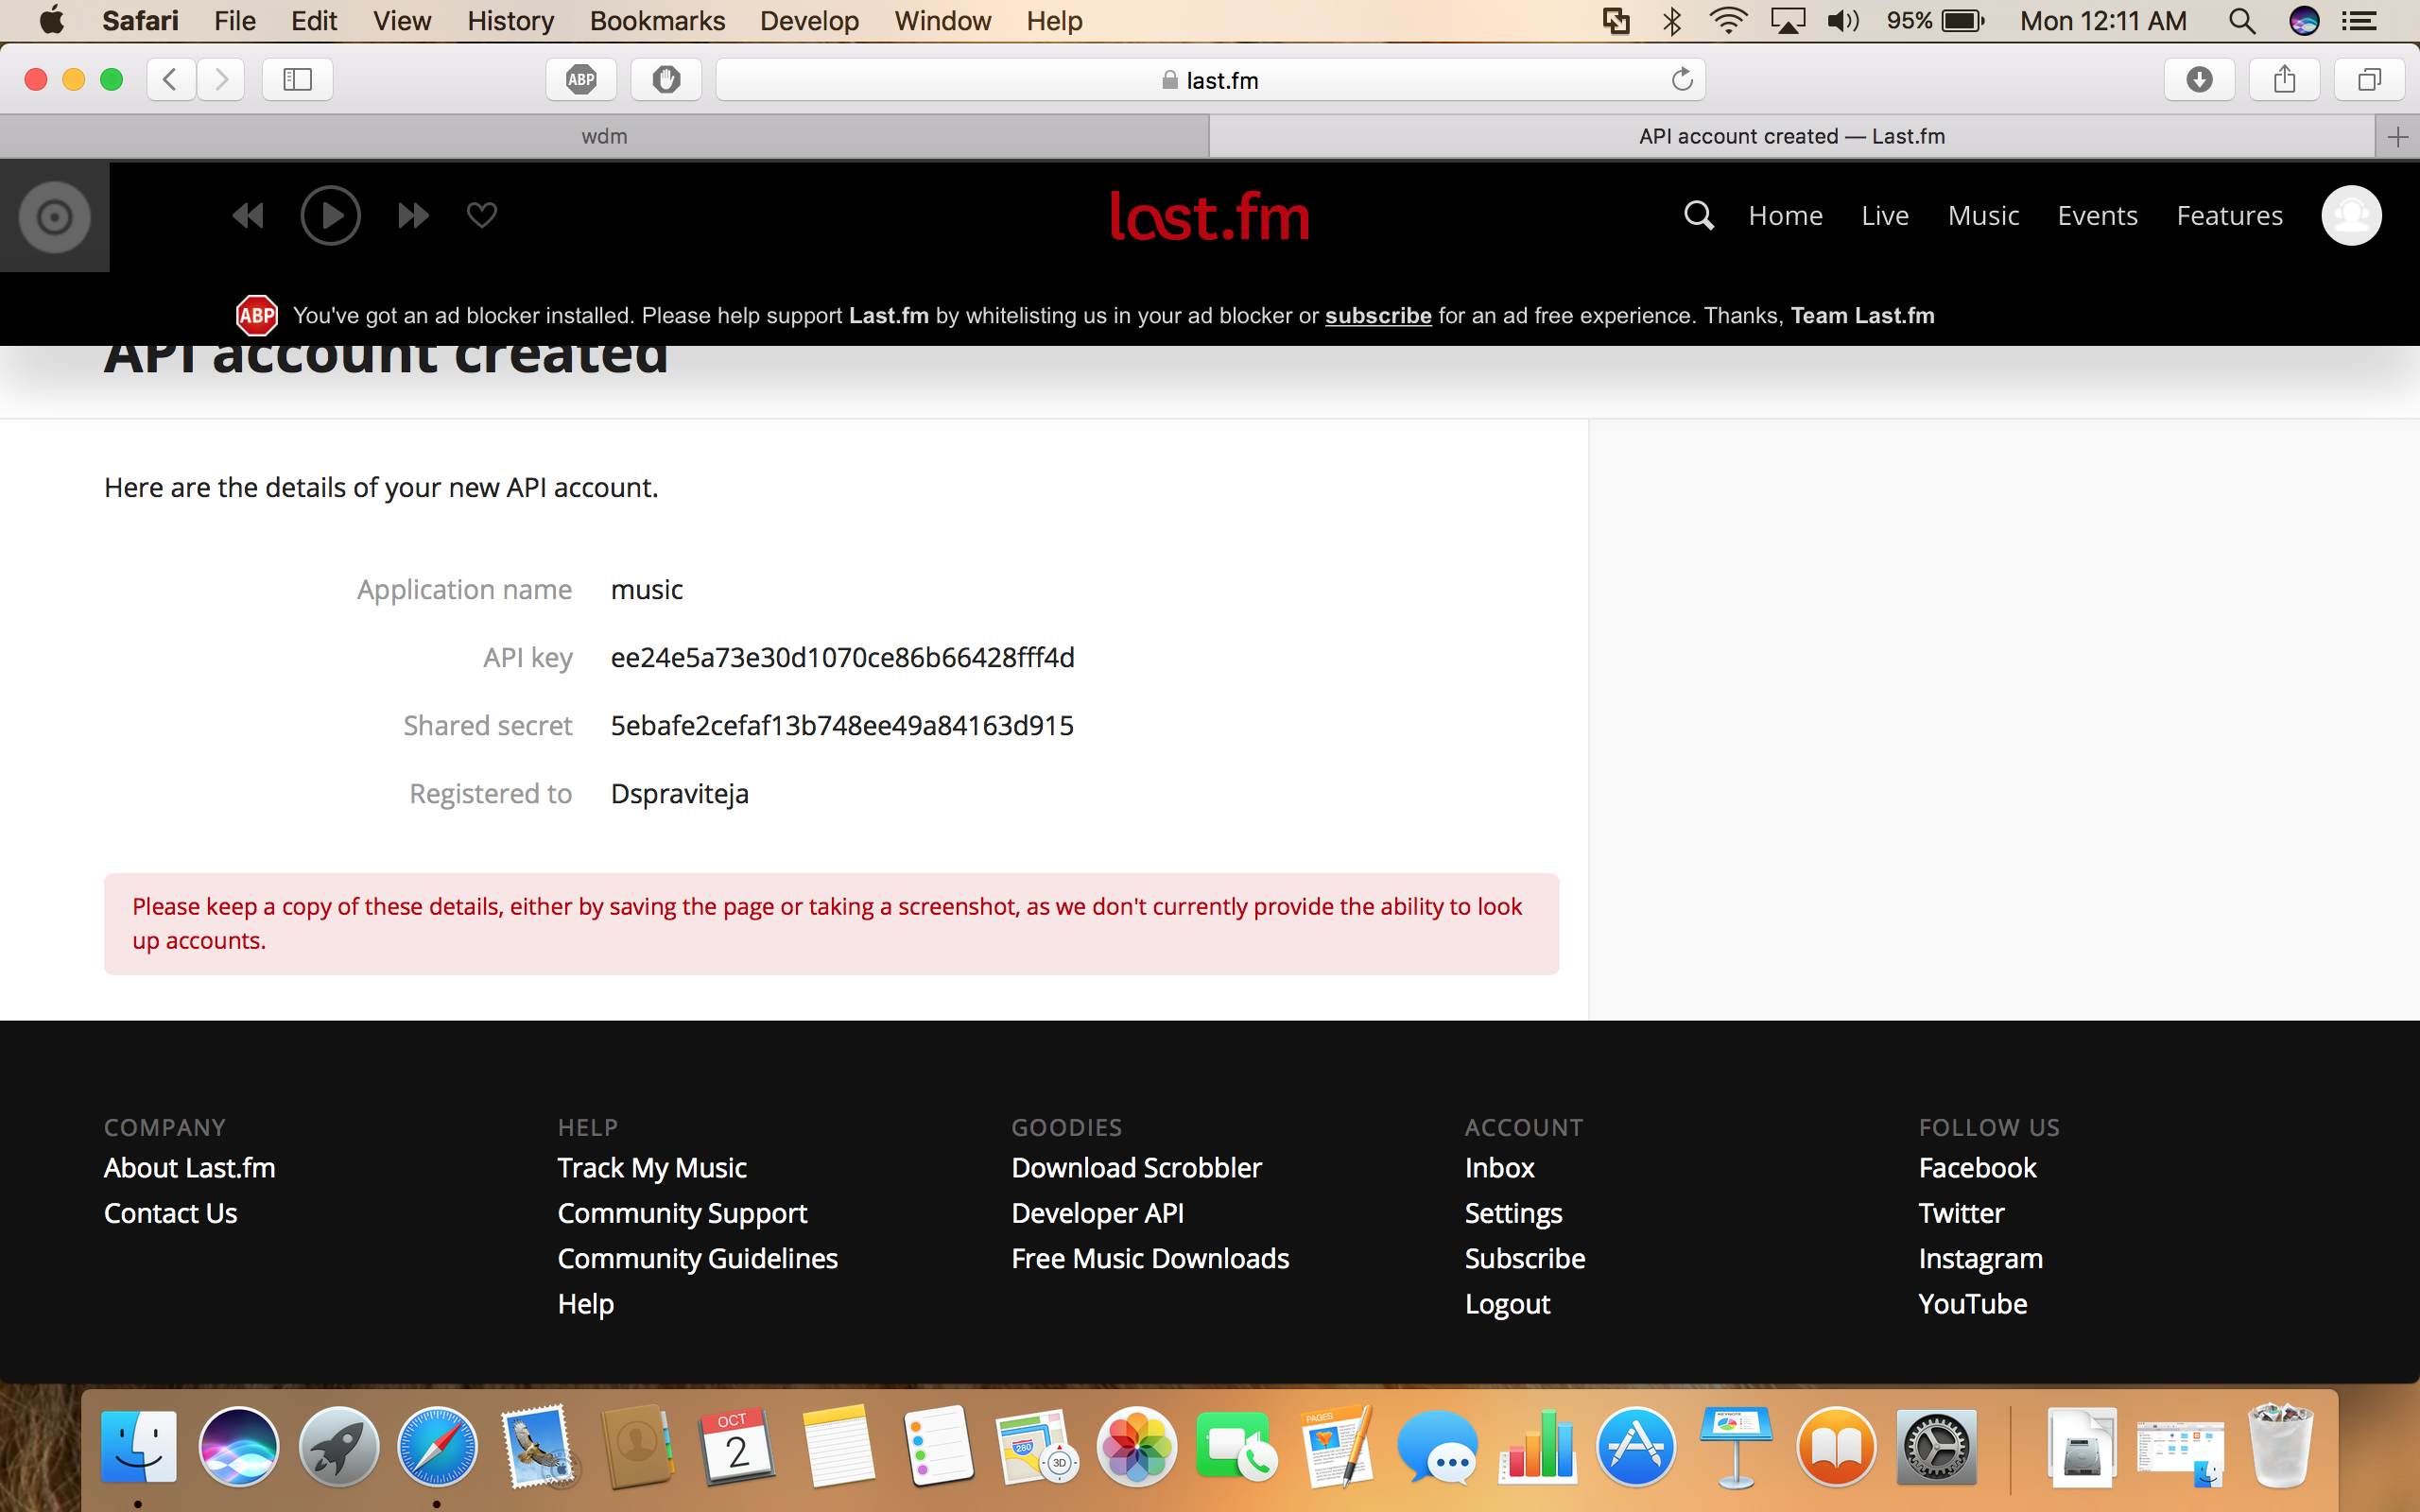 Safari File Edit View History Bookmarks Develop Window Help 95% Mon 12:11 AM
ABP last.fm
wdm API account created — Last.fm
last.fm Home Live Music Events Features
ABP You've got an ad blocker installed. Please help support Last.fm by whitelisting us in your ad blocker or subscribe for an ad free experience. Thanks, Team Last.fm
API account created
Here are the details of your new API account.
Application name music
API key ee24e5a73e30d1070ce86b66428fff4d
Shared secret 5ebafe2cefaf13b748ee49a84163d915
Registered to Dspraviteja
Please keep a copy of these details, either by saving the page or taking a screenshot, as we don't currently provide the ability to look
up accounts.
COMPANY HELP GOODIES ACCOUNT FOLLOW US
About Last.fm Track My Music Download Scrobbler Inbox Facebook
Contact Us Community Support Developer API Settings Twitter
Community Guidelines Free Music Downloads Subscribe Instagram
Help Logout YouTube
OCT
2
280
3D
PAGES
KEYNOTE